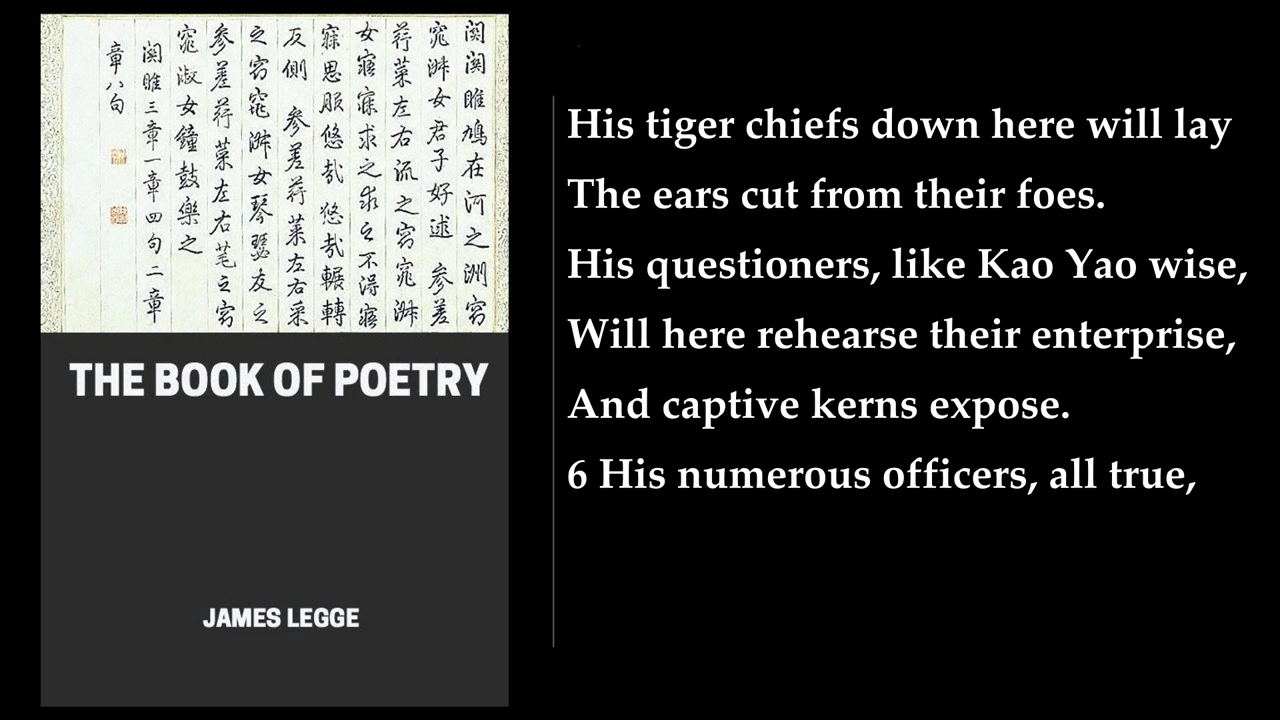 關關雎鳩在河之洲窈
窕淑女君子好逑 參差
荇菜左右流之窈窕淑
女寤寐求之求之不得寤
寐思服悠哉悠哉輾轉
反側 參差荇菜左右采
之窈窕淑女琴瑟友之
參差荇菜左右芼之窈
窕淑女鐘鼓樂之
關雎三章一章四句二章
章八句
THE BOOK OF POETRY
JAMES LEGGE
His tiger chiefs down here will lay
The ears cut from their foes.
His questioners, like Kao Yao wise,
Will here rehearse their enterprise,
And captive kerns expose.
6 His numerous officers, all true,